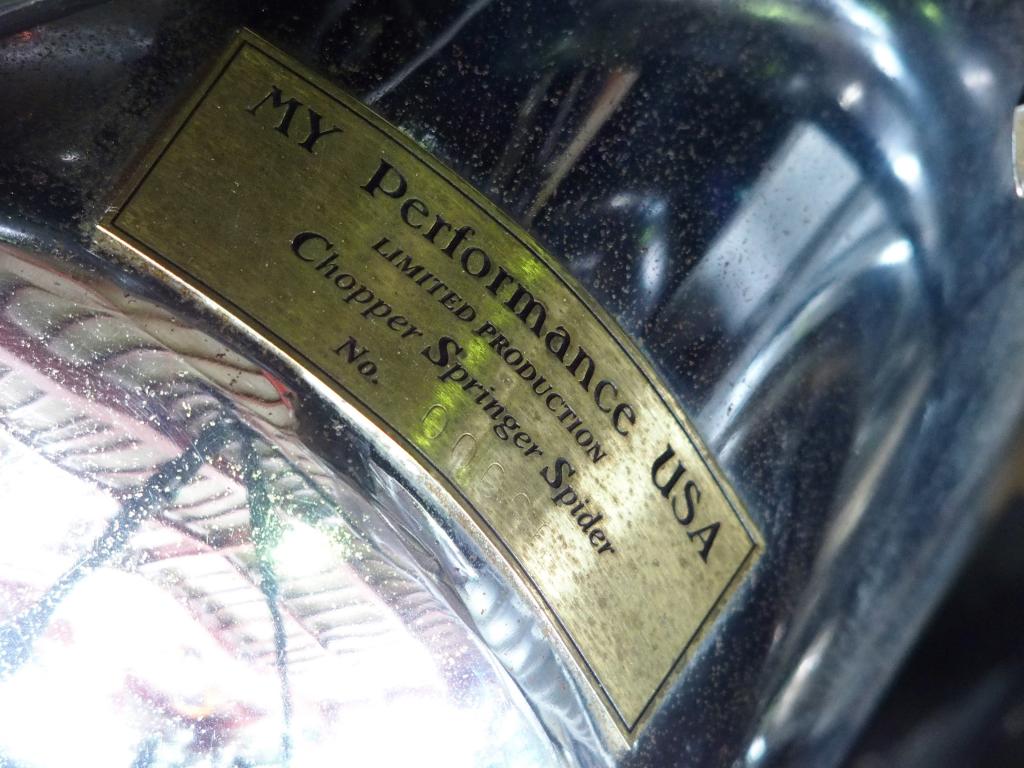 MY Performance USA
LIMITED PRODUCTION
Chopper Springer Spider
No.